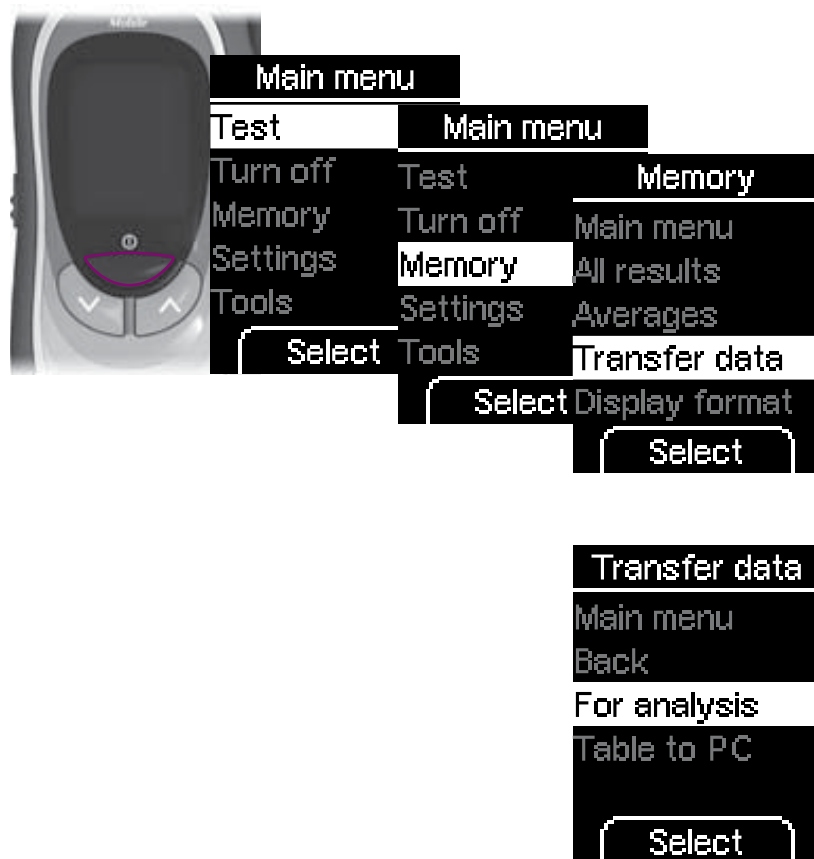 Mobile
Main menu
Test
Turn off
Memory
Settings
Tools
Select
Main menu
Test
Turn off
Memory
Settings
Tools
Select
Memory
Main menu
All results
Averages
Transfer data
Display format
Select
Transfer data
Main menu
Back
For analysis
Table to PC
Select